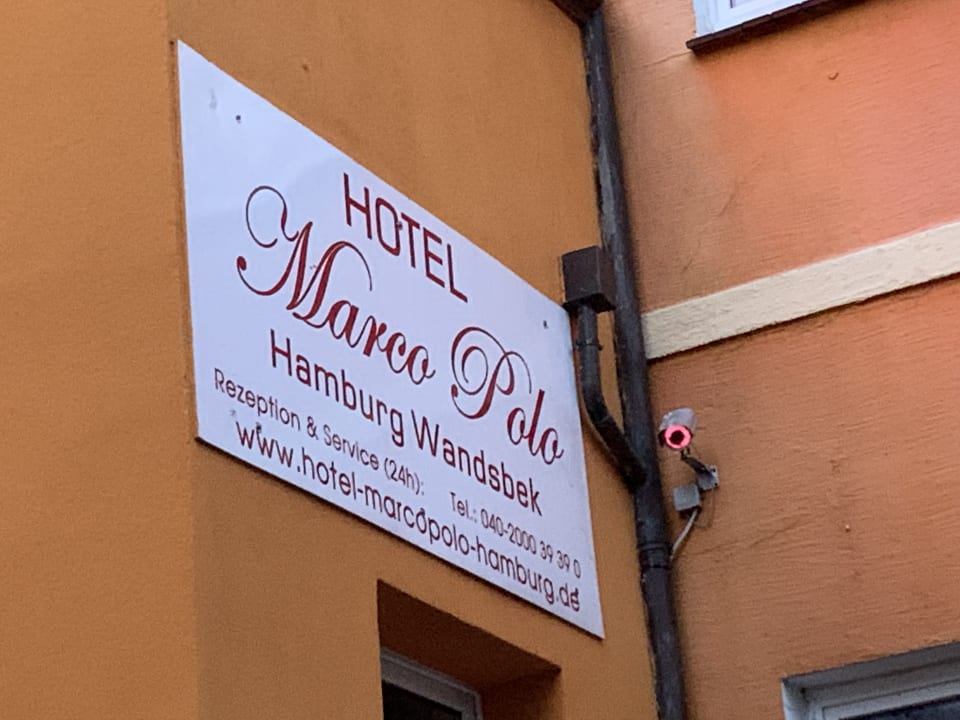 HOTEL
Marco Polo
Hamburg Wandsbek
Rezeption & Service (24h): Tel.: 040-2000 39 39 0
www.hotel-marcopolo-hamburg.de